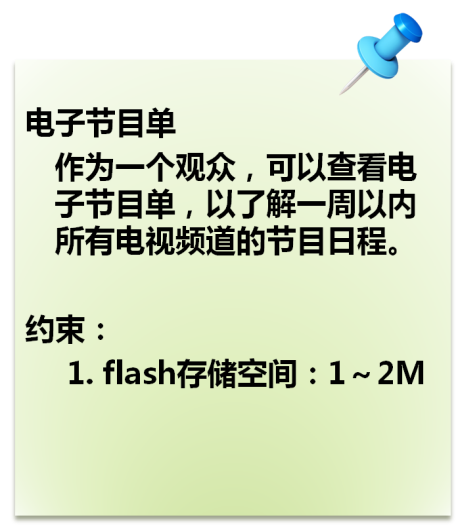 电子节目单
作为一个观众，可以查看电
子节目单，以了解一周以内
所有电视频道的节目日程。
约束：
1. flash存储空间：1～2M